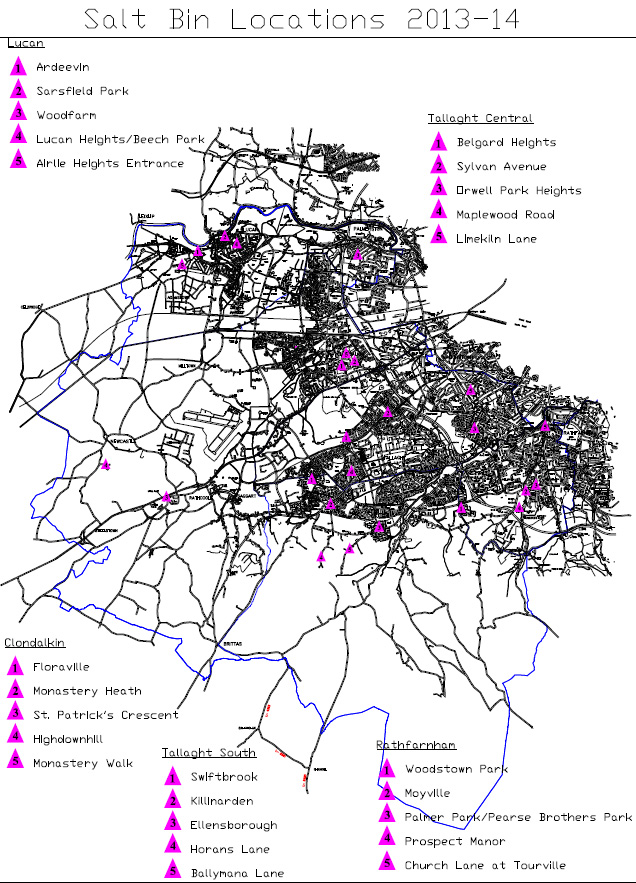 Salt Bin Locations 2013-14
Lucan
1 Ardeevin
2 Sarsfield Park
3 Woodfarm
4 Lucan Heights/Beech Park
5 Airlie Heights Entrance
Tallaght Central
1 Belgard Heights
2 Sylvan Avenue
3 Orwell Park Heights
4 Maplewood Road
5 Limekiln Lane
LUCAN
NEWCASTLE
RATHCOOLE
BRITTAS
Clondalkin
1 Floraville
2 Monastery Heath
3 St. Patrick's Crescent
4 Highdownhill
5 Monastery Walk
Tallaght South
1 Swiftbrook
2 Killinarden
3 Ellensborough
4 Horans Lane
5 Ballymana Lane
Rathfarnham
1 Woodstown Park
2 Moyville
3 Palmer Park/Pearse Brothers Park
4 Prospect Manor
5 Church Lane at Tourville